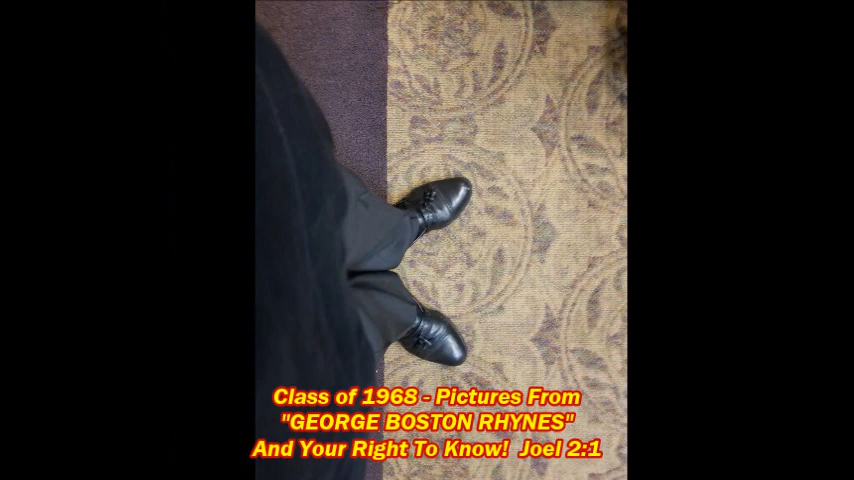 Class of 1968 - Pictures From
"GEORGE BOSTON RHYNES"
And Your Right To Know!  Joel 2:1